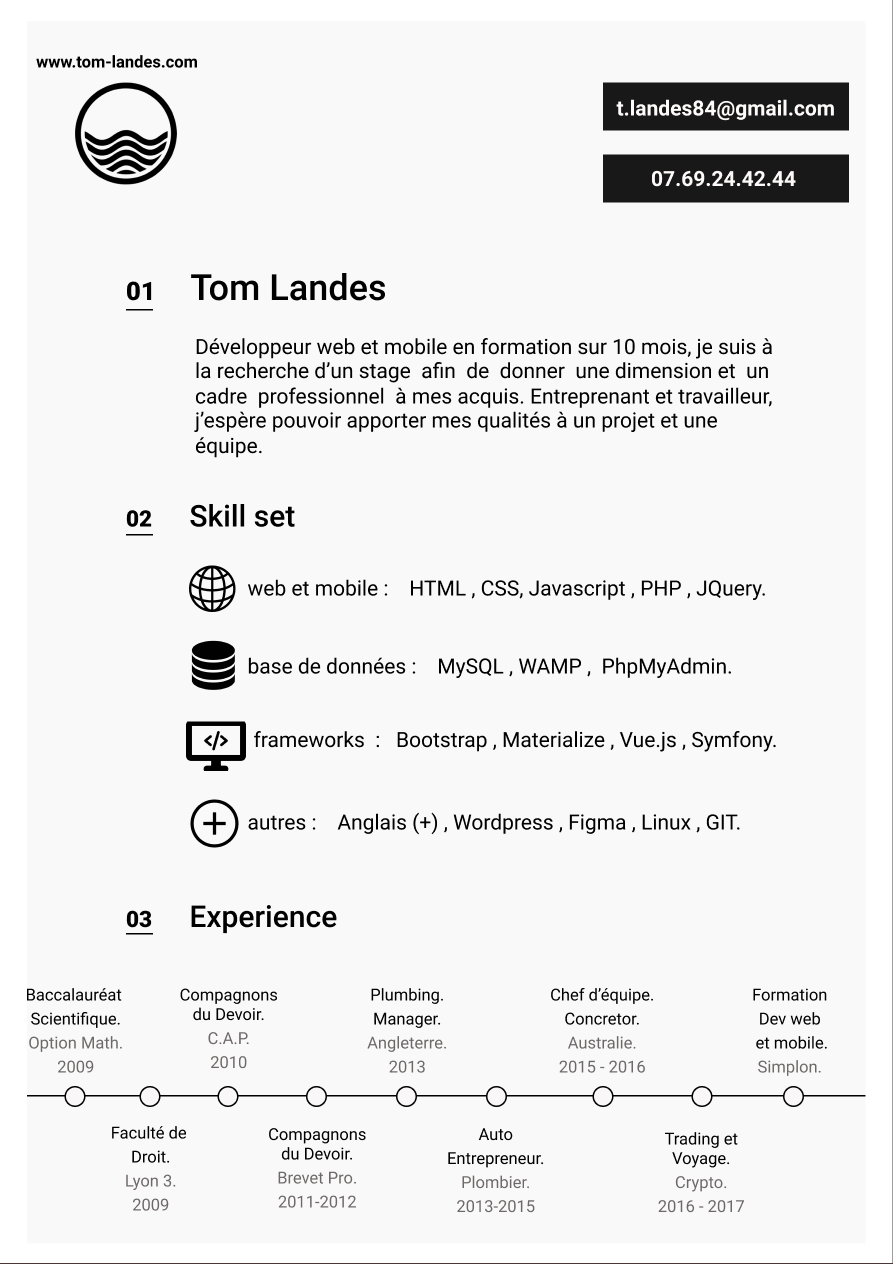 www.tom-landes.com
t.landes84@gmail.com
07.69.24.42.44
01 Tom Landes
Développeur web et mobile en formation sur 10 mois, je suis à
la recherche d’un stage afin de donner une dimension et un
cadre professionnel à mes acquis. Entreprenant et travailleur,
j’espère pouvoir apporter mes qualités à un projet et une
équipe.
02 Skill set
web et mobile : HTML , CSS, Javascript , PHP , JQuery.
base de données : MySQL , WAMP , PhpMyAdmin.
</> frameworks : Bootstrap , Materialize , Vue.js , Symfony.
autres : Anglais (+) , Wordpress , Figma , Linux , GIT.
03 Experience
Baccalauréat
Scientifique.
Option Math.
2009
Compagnons
du Devoir.
C.A.P.
2010
Plumbing.
Manager.
Angleterre.
2013
Chef d’équipe.
Concretor.
Australie.
2015 - 2016
Formation
Dev web
et mobile.
Simplon.
Faculté de
Droit.
Lyon 3.
2009
Compagnons
du Devoir.
Brevet Pro.
2011-2012
Auto
Entrepreneur.
Plombier.
2013-2015
Trading et
Voyage.
Crypto.
2016 - 2017